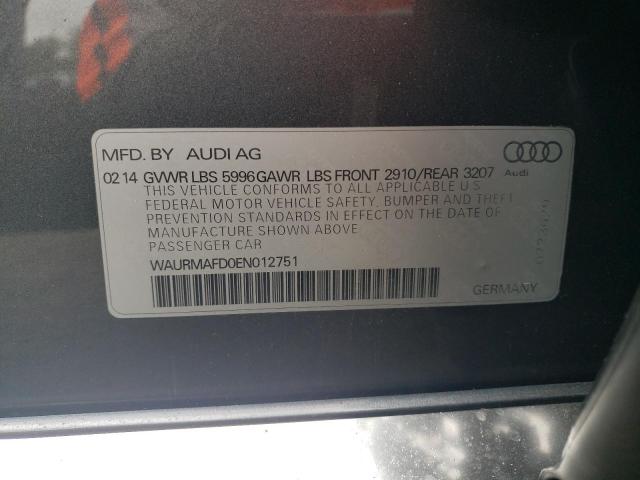 MFD. BY AUDI AG
Audi
02 14 GVWR LBS 5996 GAWR LBS FRONT 2910/REAR 3207
THIS VEHICLE CONFORMS TO ALL APPLICABLE U S
FEDERAL MOTOR VEHICLE SAFETY, BUMPER AND THEFT
PREVENTION STANDARDS IN EFFECT ON THE DATE OF
MANUFACTURE SHOWN ABOVE
PASSENGER CAR
WAURMAFD0EN012751
GERMANY